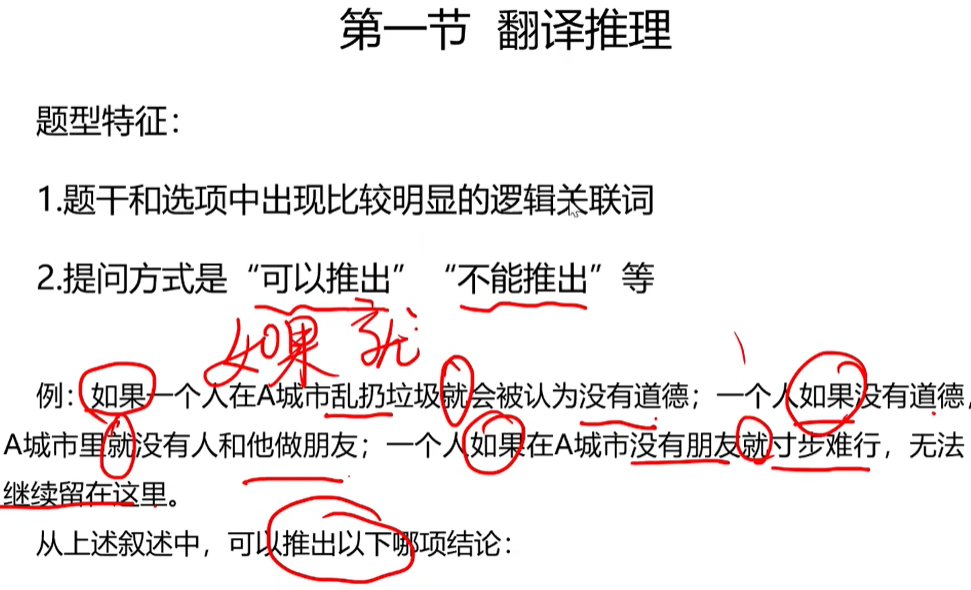 第一节 翻译推理
题型特征：
1.题干和选项中出现比较明显的逻辑关联词
2.提问方式是“可以推出”“不能推出”等
如果 就
例：如果一个人在A城市乱扔垃圾就会被认为没有道德；一个人如果没有道德，
A城市里就没有人和他做朋友；一个人如果在A城市没有朋友就寸步难行，无法
继续留在这里。
从上述叙述中，可以推出以下哪项结论：